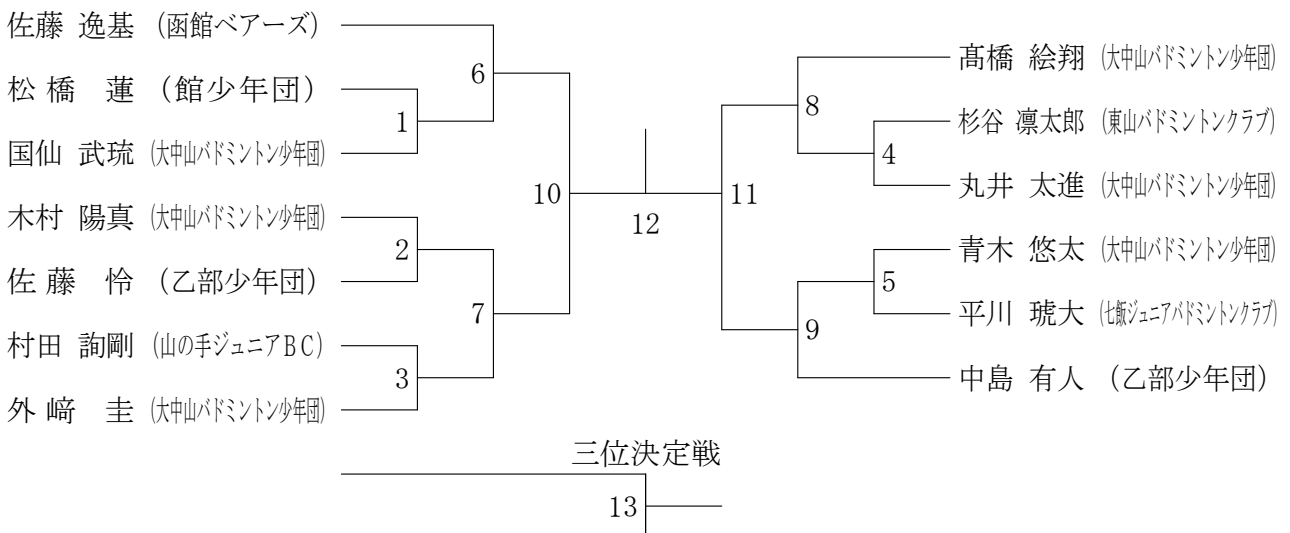 佐藤 逸基 (函館ベアーズ)
松橋 蓮 (館少年団)
国仙 武琉 (大中山バドミントン少年団)
木村 陽真 (大中山バドミントン少年団)
佐藤 怜 (乙部少年団)
村田 詢剛 (山の手ジュニアBC)
外﨑 圭 (大中山バドミントン少年団)
1
2
3
6
7
10
12
11
8
9
4
5
髙橋 絵翔 (大中山バドミントン少年団)
杉谷 凛太郎 (東山バドミントンクラブ)
丸井 太進 (大中山バドミントン少年団)
青木 悠太 (大中山バドミントン少年団)
平川 琥大 (七飯ジュニアバドミントンクラブ)
中島 有人 (乙部少年団)
三位決定戦
13